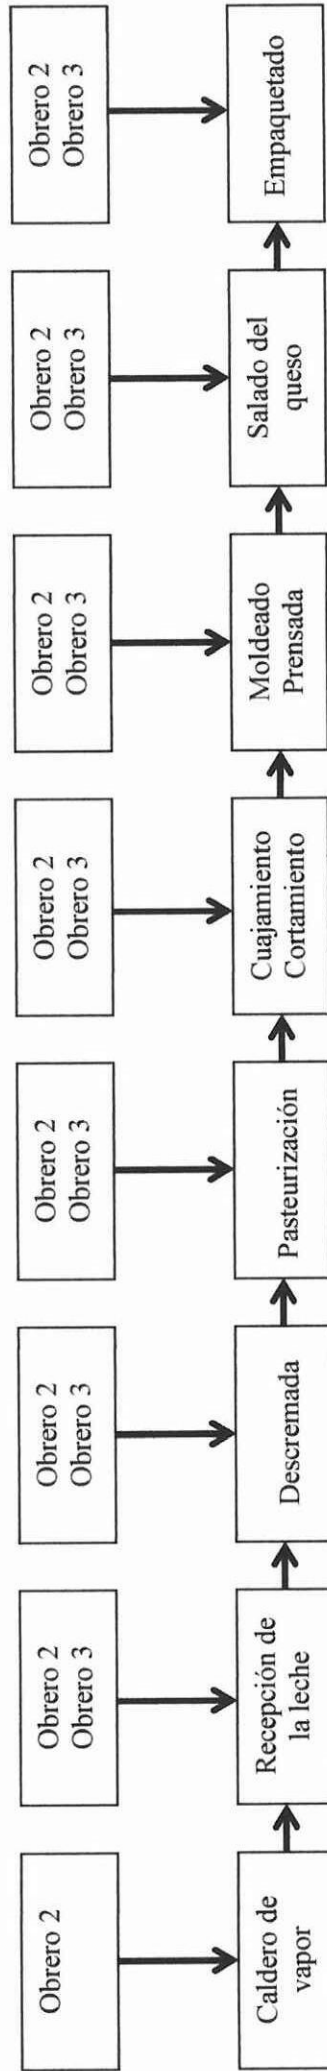 Obrero 2
Obrero 2
Obrero 3
Obrero 2
Obrero 3
Obrero 2
Obrero 3
Obrero 2
Obrero 3
Obrero 2
Obrero 3
Obrero 2
Obrero 3
Obrero 2
Obrero 3
Caldero de
vapor
Recepción de
la leche
Descremada
Pasteurización
Cuajamiento
Cortamiento
Moldeado
Prensada
Salado del
queso
Empaquetado